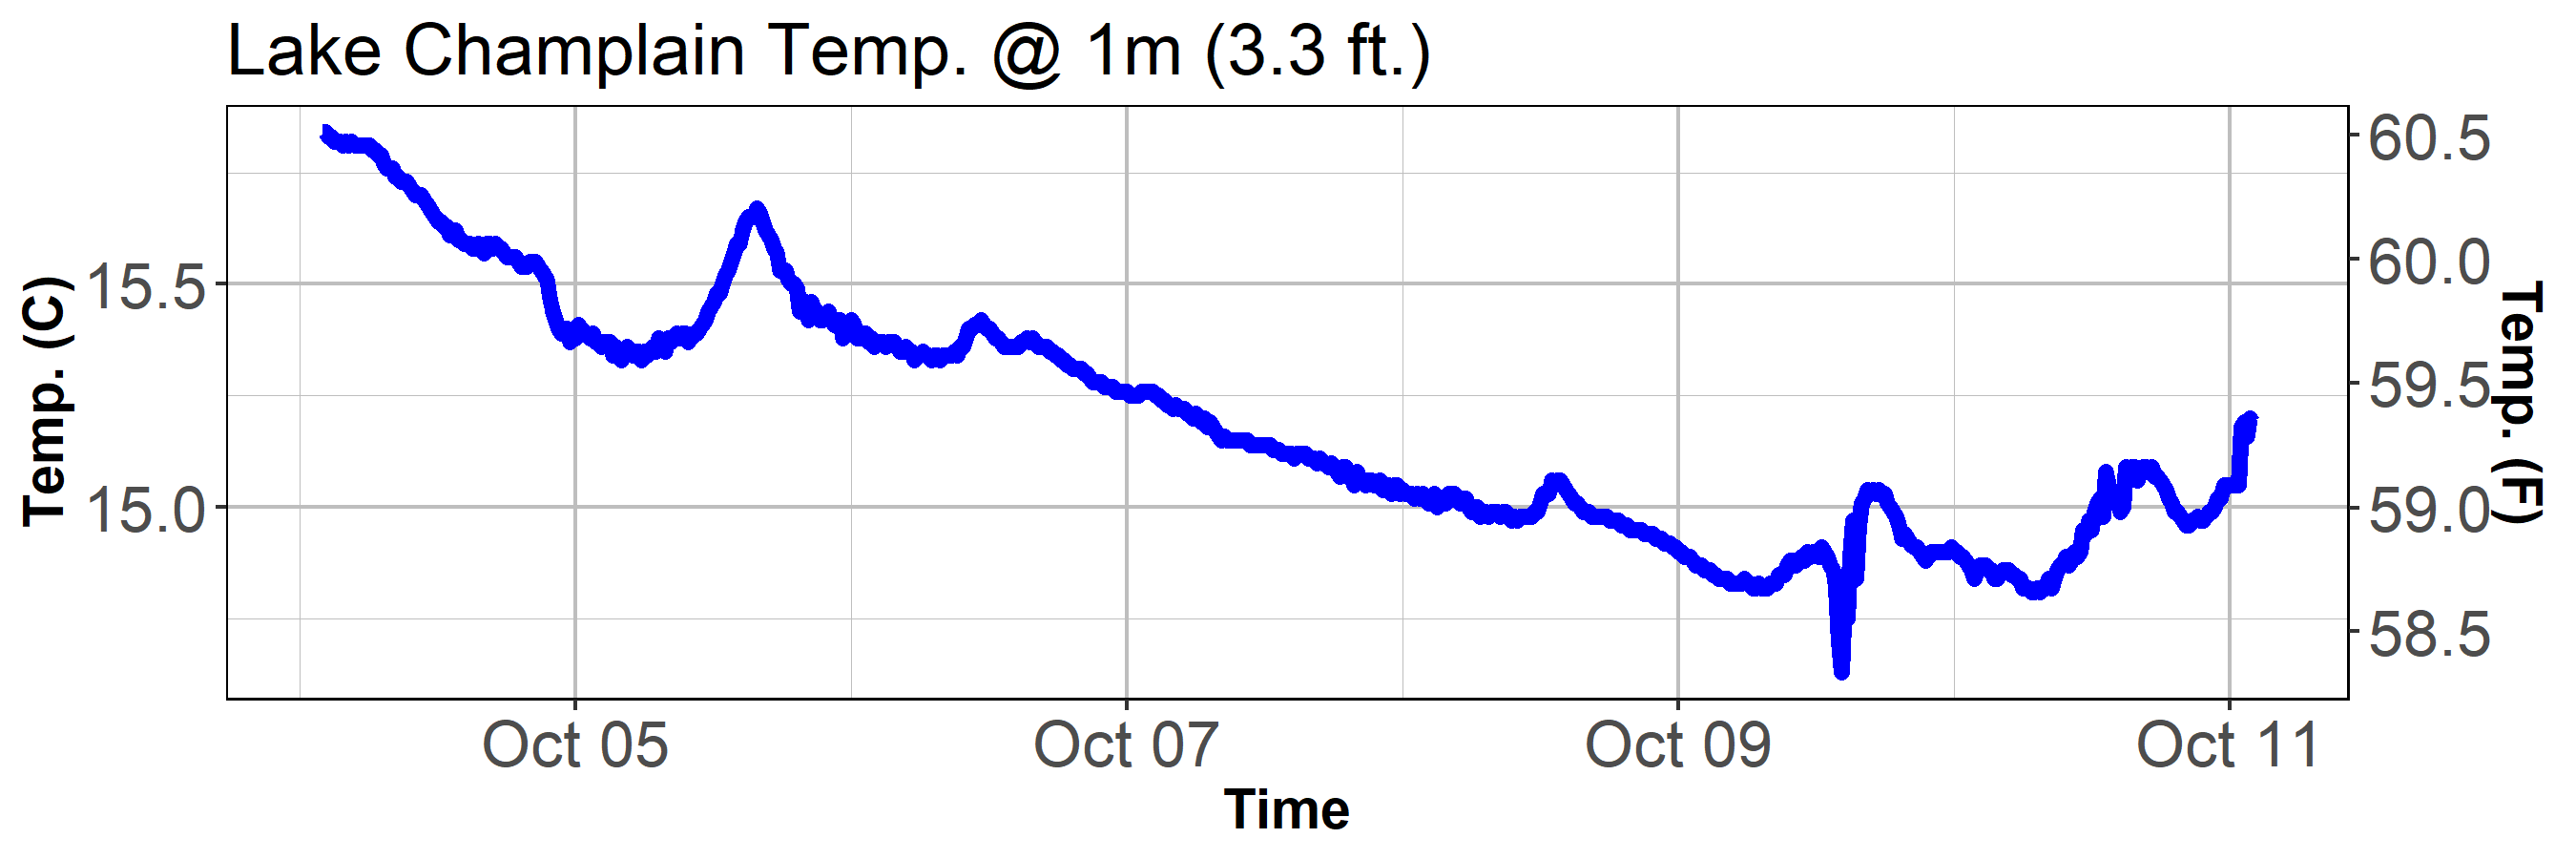 Lake Champlain Temp. @ 1m (3.3 ft.)
Temp. (C)
15.5
15.0
60.5
60.0
59.5
59.0
58.5
Temp. (F)
Oct 05 Oct 07 Oct 09 Oct 11
Time